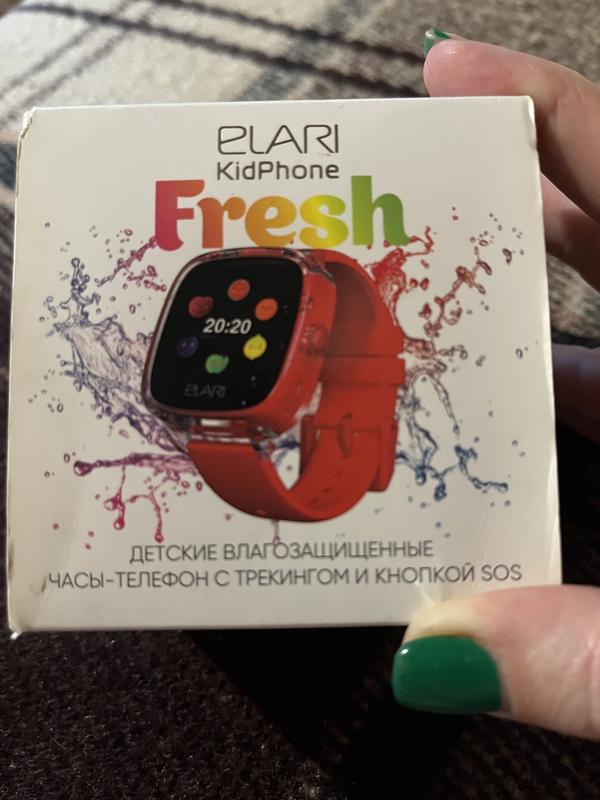 ELARI
KidPhone
Fresh
20:20
ELARI
ДЕТСКИЕ ВЛАГОЗАЩИЩЕННЫЕ
ЧАСЫ-ТЕЛЕФОН С ТРЕКИНГОМ И КНОПКОЙ SOS